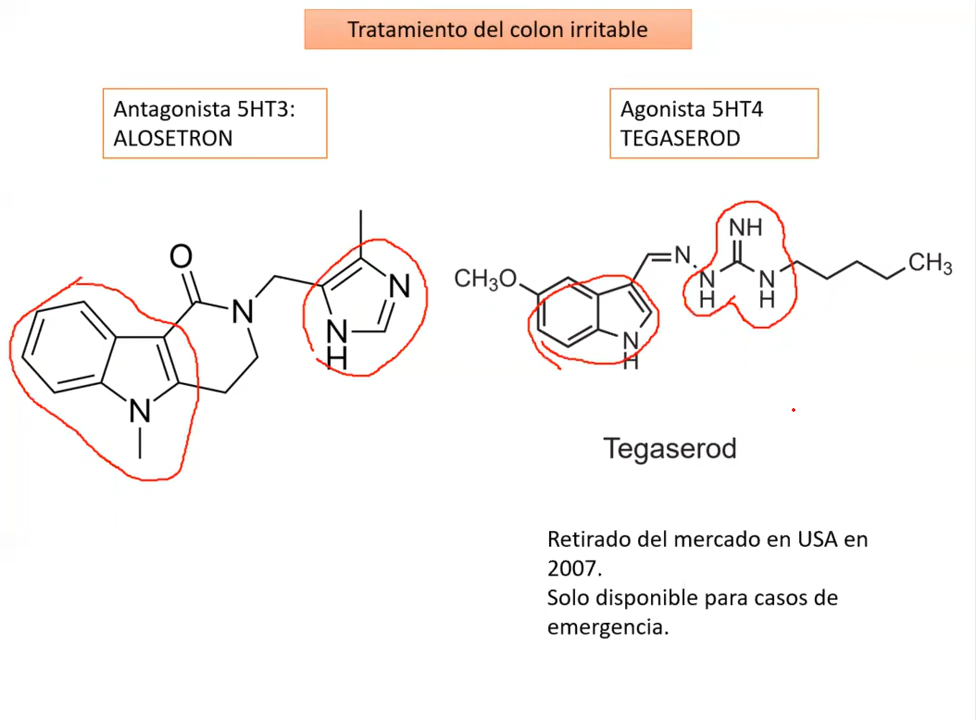 Tratamiento del colon irritable
Antagonista 5HT3:
ALOSETRON
Agonista 5HT4
TEGASEROD
O
N
N
N
H
N
CH3O
N
H
N
N
H
NH
N
H
CH3
Tegaserod
Retirado del mercado en USA en
2007.
Solo disponible para casos de
emergencia.